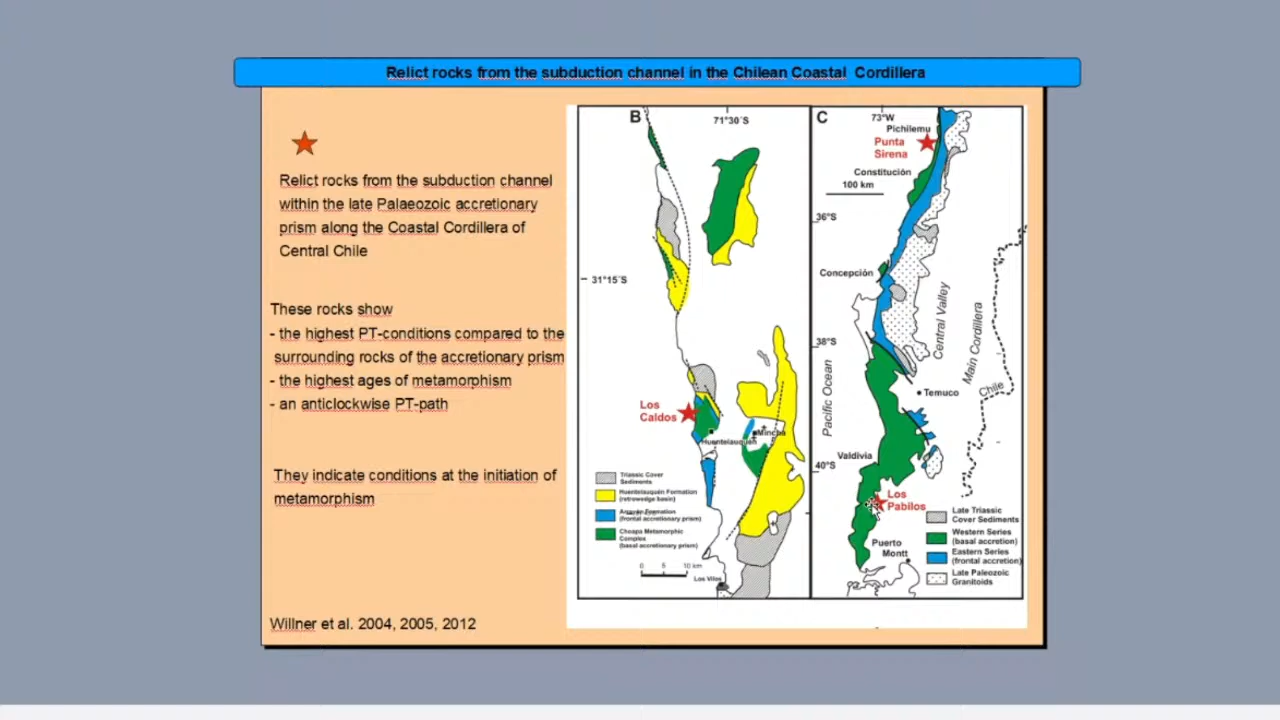 Relict rocks from the subduction channel in the Chilean Coastal Cordillera
Relict rocks from the subduction channel
within the late Palaeozoic accretionary
prism along the Coastal Cordillera of
Central Chile
These rocks show
- the highest PT-conditions compared to the
surrounding rocks of the accretionary prism
- the highest ages of metamorphism
- an anticlockwise PT-path
They indicate conditions at the initiation of
metamorphism
Willner et al. 2004, 2005, 2012
B
71°30´S
31°15´S
Los
Caldos
Huentelauquén
Mincha
Triassic Cover
Sediments
Huentelauquén Formation
(retrowedge basin)
Formation
(frontal accretionary prism)
Choapa Metamorphic
Complex
(basal accretionary prism)
0 5 10 km
Los Vilos
C
73°W
Pichilemu
Punta
Sirena
Constitución
100 km
36°S
Concepción
Central Valley
Main Cordillera
38°S
Chile
Temuco
Pacific Ocean
Valdivia
40°S
Los
Pabilos
Puerto
Montt
Late Triassic
Cover Sediments
Western Series
(basal accretion)
Eastern Series
(frontal accretion)
Late Paleozoic
Granitoids